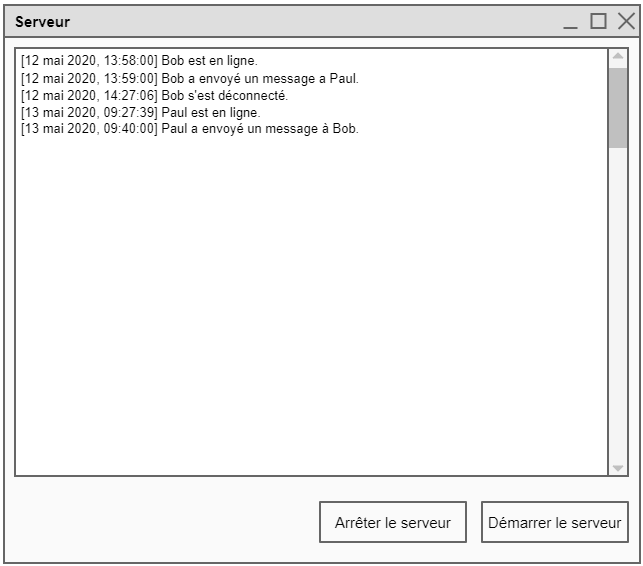 Serveur
[12 mai 2020, 13:58:00] Bob est en ligne.
[12 mai 2020, 13:59:00] Bob a envoyé un message a Paul.
[12 mai 2020, 14:27:06] Bob s'est déconnecté.
[13 mai 2020, 09:27:39] Paul est en ligne.
[13 mai 2020, 09:40:00] Paul a envoyé un message à Bob.
Arrêter le serveur
Démarrer le serveur